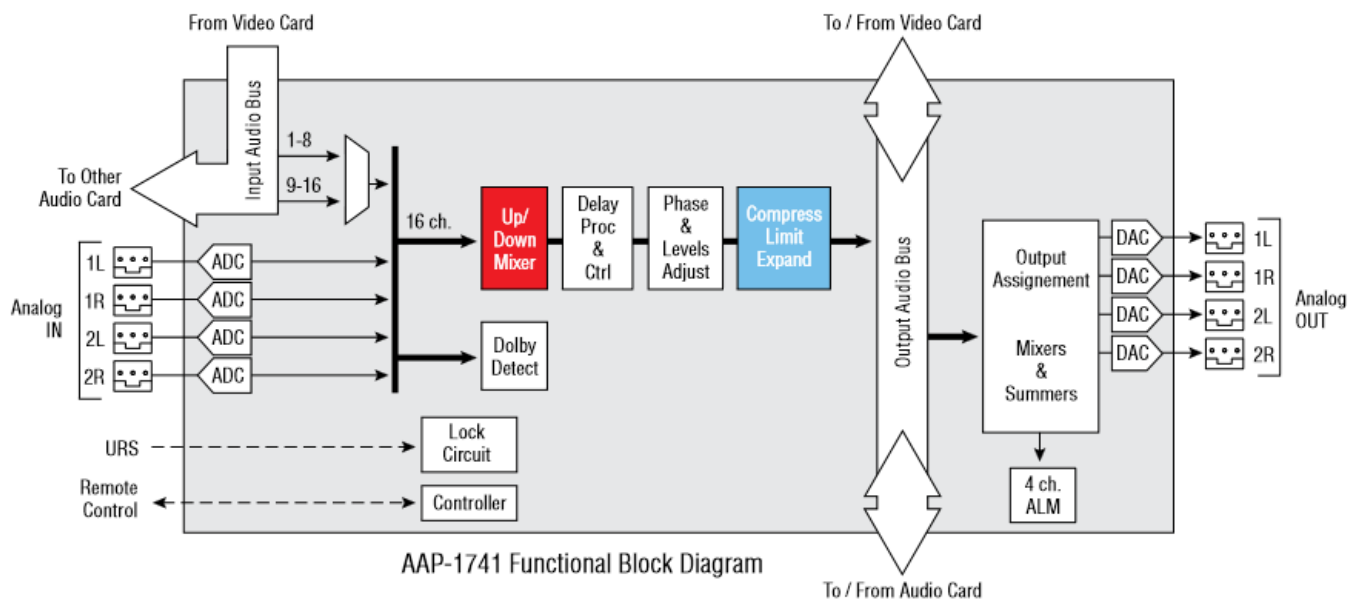 From Video Card
To / From Video Card
Input Audio Bus
1-8
9-16
To Other
Audio Card
16 ch.
Up/
Down
Mixer
Delay
Proc
&
Ctrl
Phase
&
Levels
Adjust
Compress
Limit
Expand
Output Audio Bus
Analog
IN
1L
ADC
1R
ADC
2L
ADC
2R
ADC
Dolby
Detect
Output
Assignement
Mixers
&
Summers
DAC
1L
DAC
1R
DAC
2L
DAC
2R
Analog
OUT
URS
Lock
Circuit
Remote
Control
Controller
4 ch.
ALM
AAP-1741 Functional Block Diagram
To / From Audio Card